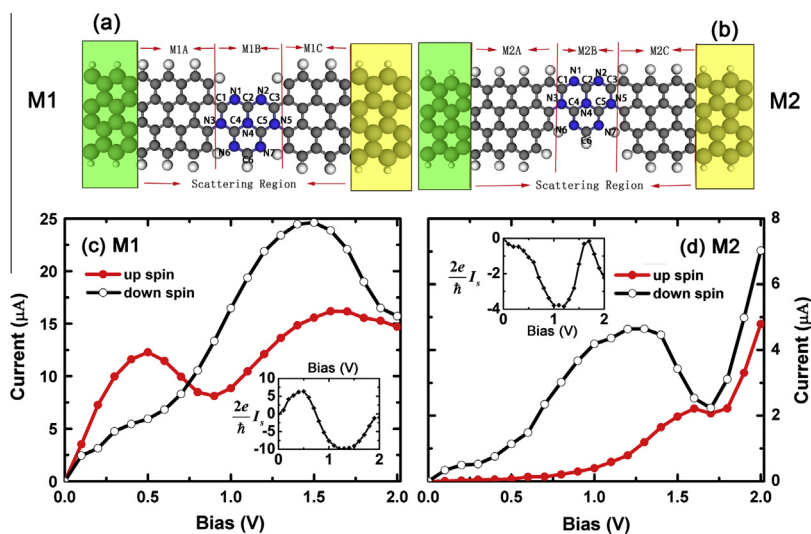 (a)
M1A M1B M1C
M1
N1 N2
C1 C2 C3
N3 C4 C5 N5
N4
N6 N7
C6
Scattering Region
(b)
M2A M2B M2C
M2
N1 N2
C1 C2 C3
N3 C4 C5 N5
N4
N6 N7
C6
Scattering Region
(c) M1
up spin
down spin
Current (μA)
25
20
15
10
5
0
0.0 0.5 1.0 1.5 2.0
Bias (V)
Bias (V)
2e/ħ I_s
10
5
0
-5
-10
0 1 2
(d) M2
up spin
down spin
Current (μA)
8
6
4
2
0
0.0 0.5 1.0 1.5 2.0
Bias (V)
2e/ħ I_s
0
-2
-4
0 1 2
Bias (V)